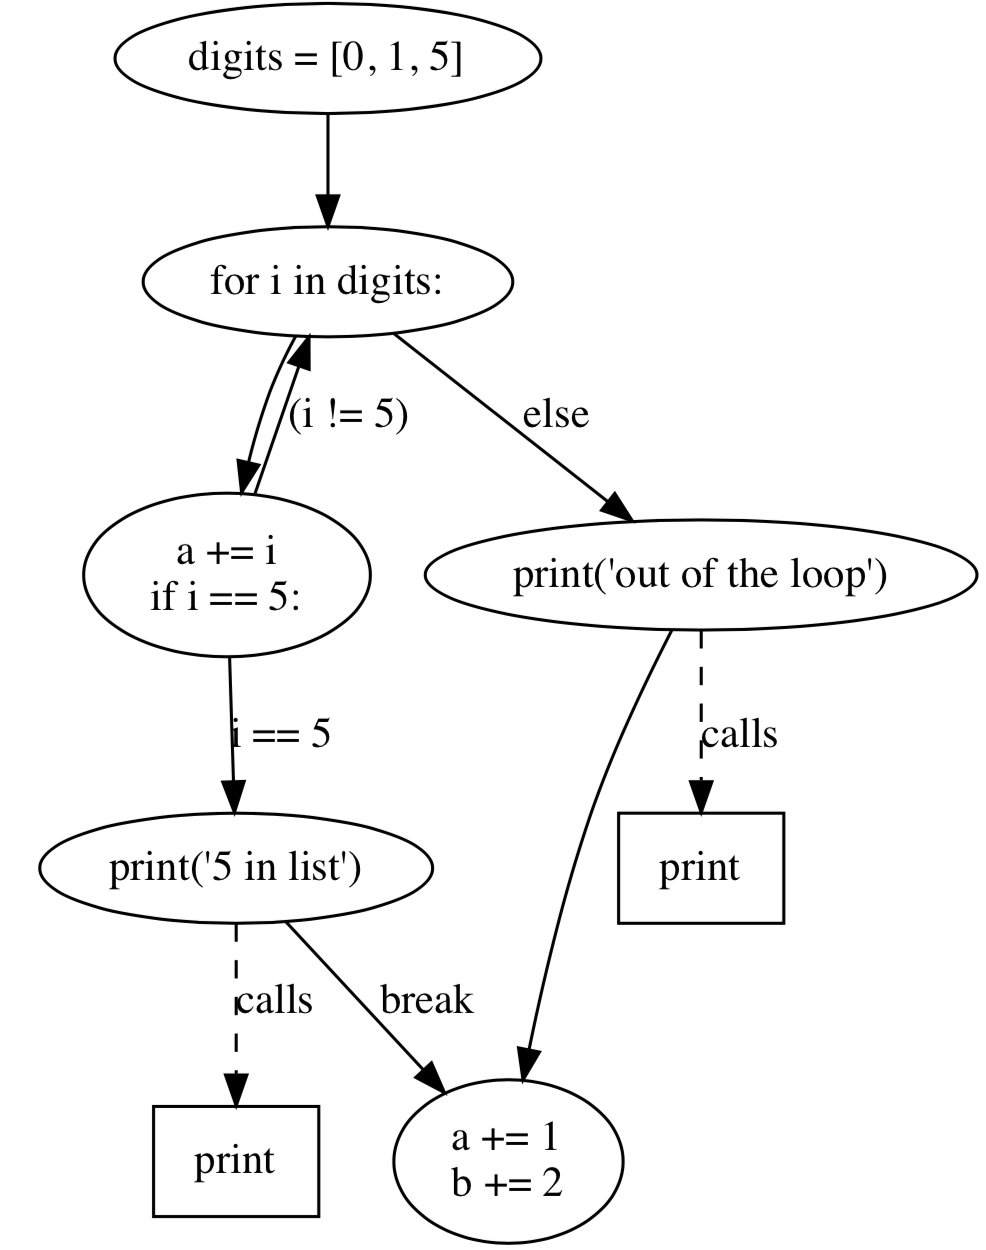 digits = [0, 1, 5]
for i in digits:
(i != 5)
else
a += i
if i == 5:
print('out of the loop')
i == 5
calls
print('5 in list')
print
calls
break
print
a += 1
b += 2